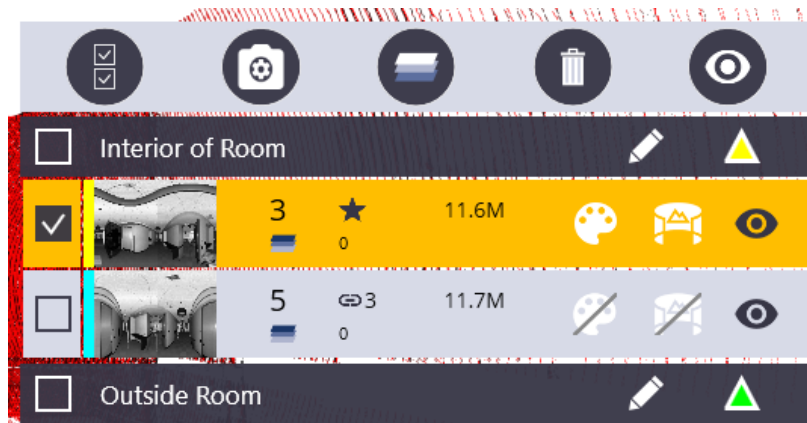 Interior of Room
3 11.6M
0
5 3 11.7M
0
Outside Room